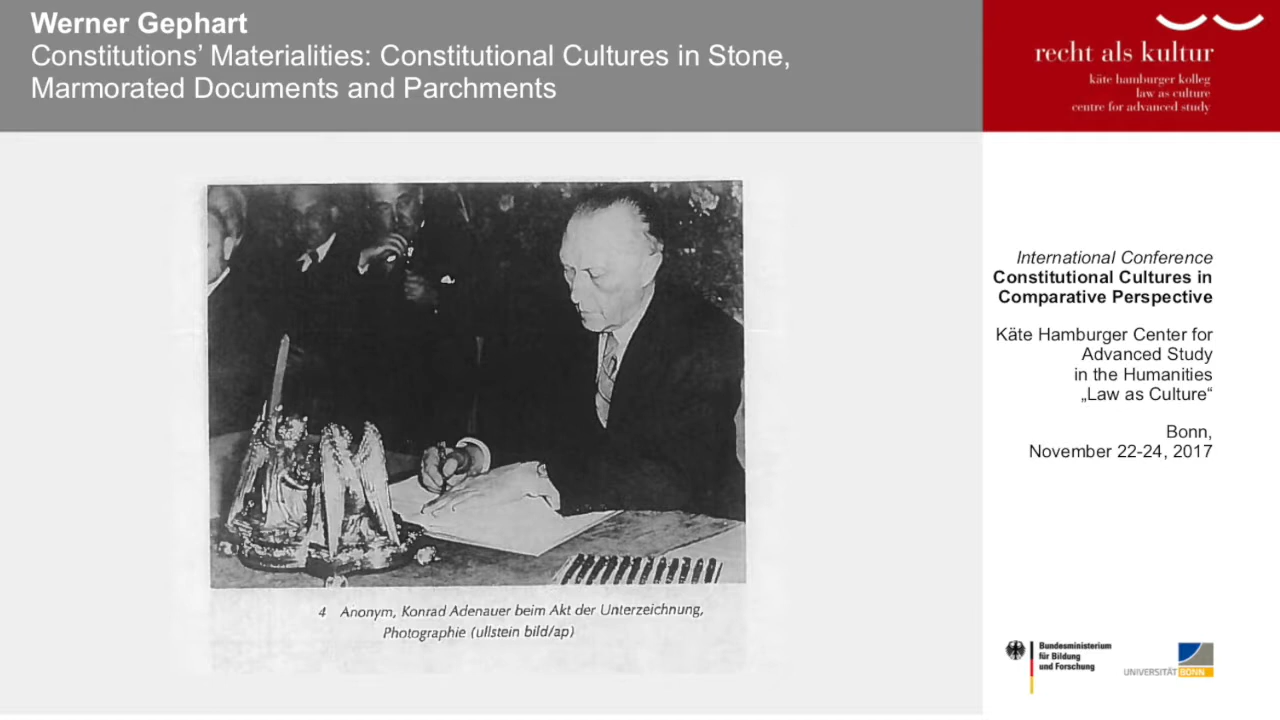 Werner Gephart
Constitutions’ Materialities: Constitutional Cultures in Stone,
Marmorated Documents and Parchments
recht als kultur
käte hamburger kolleg
law as culture
centre for advanced study
International Conference
Constitutional Cultures in
Comparative Perspective
Käte Hamburger Center for
Advanced Study
in the Humanities
„Law as Culture“
Bonn,
November 22-24, 2017
4 Anonym, Konrad Adenauer beim Akt der Unterzeichnung,
Photographie (ullstein bild/ap)
Bundesministerium
für Bildung
und Forschung
UNIVERSITÄT BONN